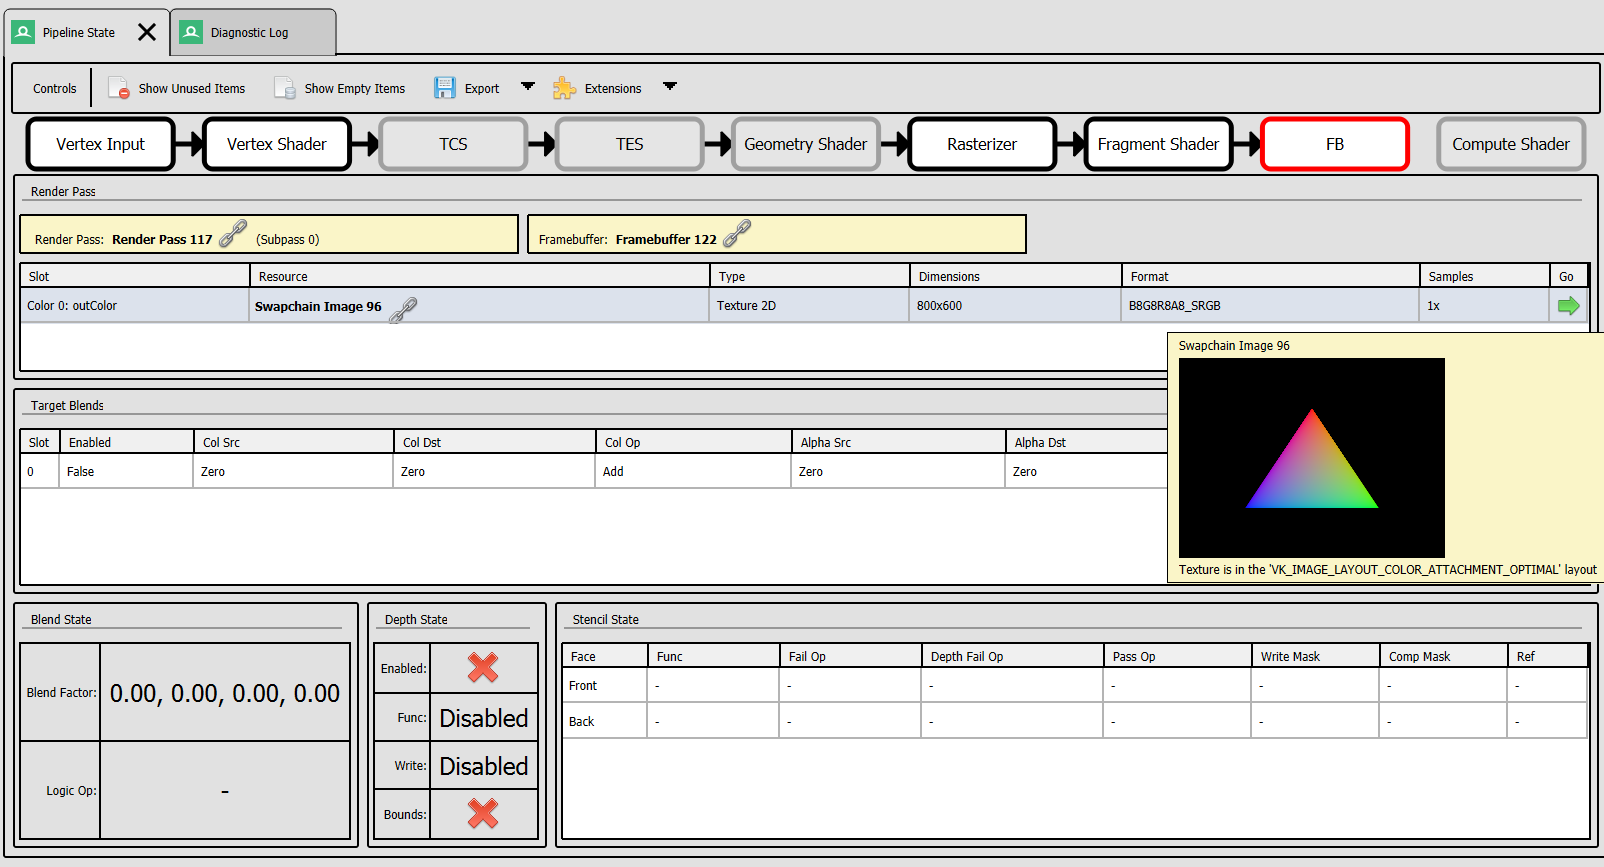 Pipeline State
Diagnostic Log
Controls Show Unused Items Show Empty Items Export Extensions
Vertex Input Vertex Shader TCS TES Geometry Shader Rasterizer Fragment Shader FB Compute Shader
Render Pass
Render Pass: Render Pass 117 (Subpass 0) Framebuffer: Framebuffer 122
Slot Resource Type Dimensions Format Samples Go
Color 0: outColor Swapchain Image 96 Texture 2D 800x600 B8G8R8A8_SRGB 1x
Swapchain Image 96
Texture is in the 'VK_IMAGE_LAYOUT_COLOR_ATTACHMENT_OPTIMAL' layout
Target Blends
Slot Enabled Col Src Col Dst Col Op Alpha Src Alpha Dst
0 False Zero Zero Add Zero Zero
Blend State
Blend Factor: 0.00, 0.00, 0.00, 0.00
Logic Op: -
Depth State
Enabled:
Func: Disabled
Write: Disabled
Bounds:
Stencil State
Face Func Fail Op Depth Fail Op Pass Op Write Mask Comp Mask Ref
Front - - - - - - -
Back - - - - - - -